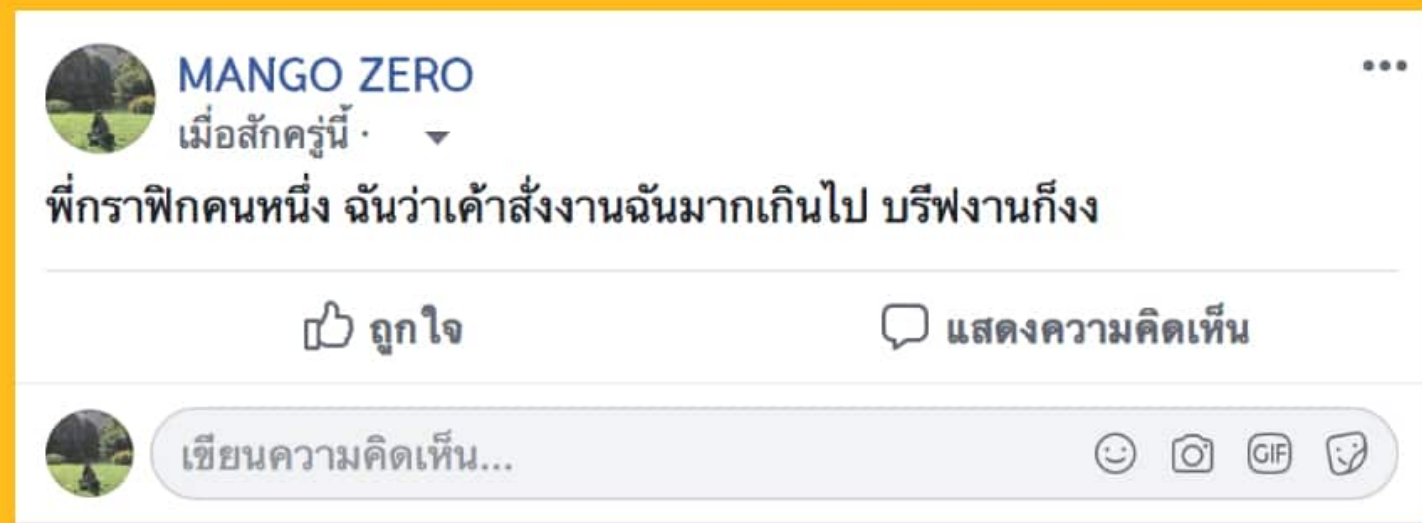 MANGO ZERO
เมื่อสักครู่นี้ ·
พี่กราฟิกคนหนึ่ง ฉันว่าเค้าสั่งงานฉันมากเกินไป บรีฟงานก็งง
ถูกใจ
แสดงความคิดเห็น
เขียนความคิดเห็น...
GIF